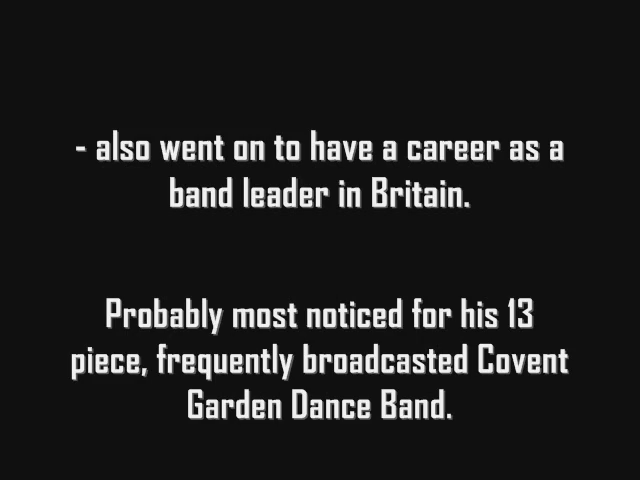 - also went on to have a career as a
band leader in Britain.
Probably most noticed for his 13
piece, frequently broadcasted Covent
Garden Dance Band.